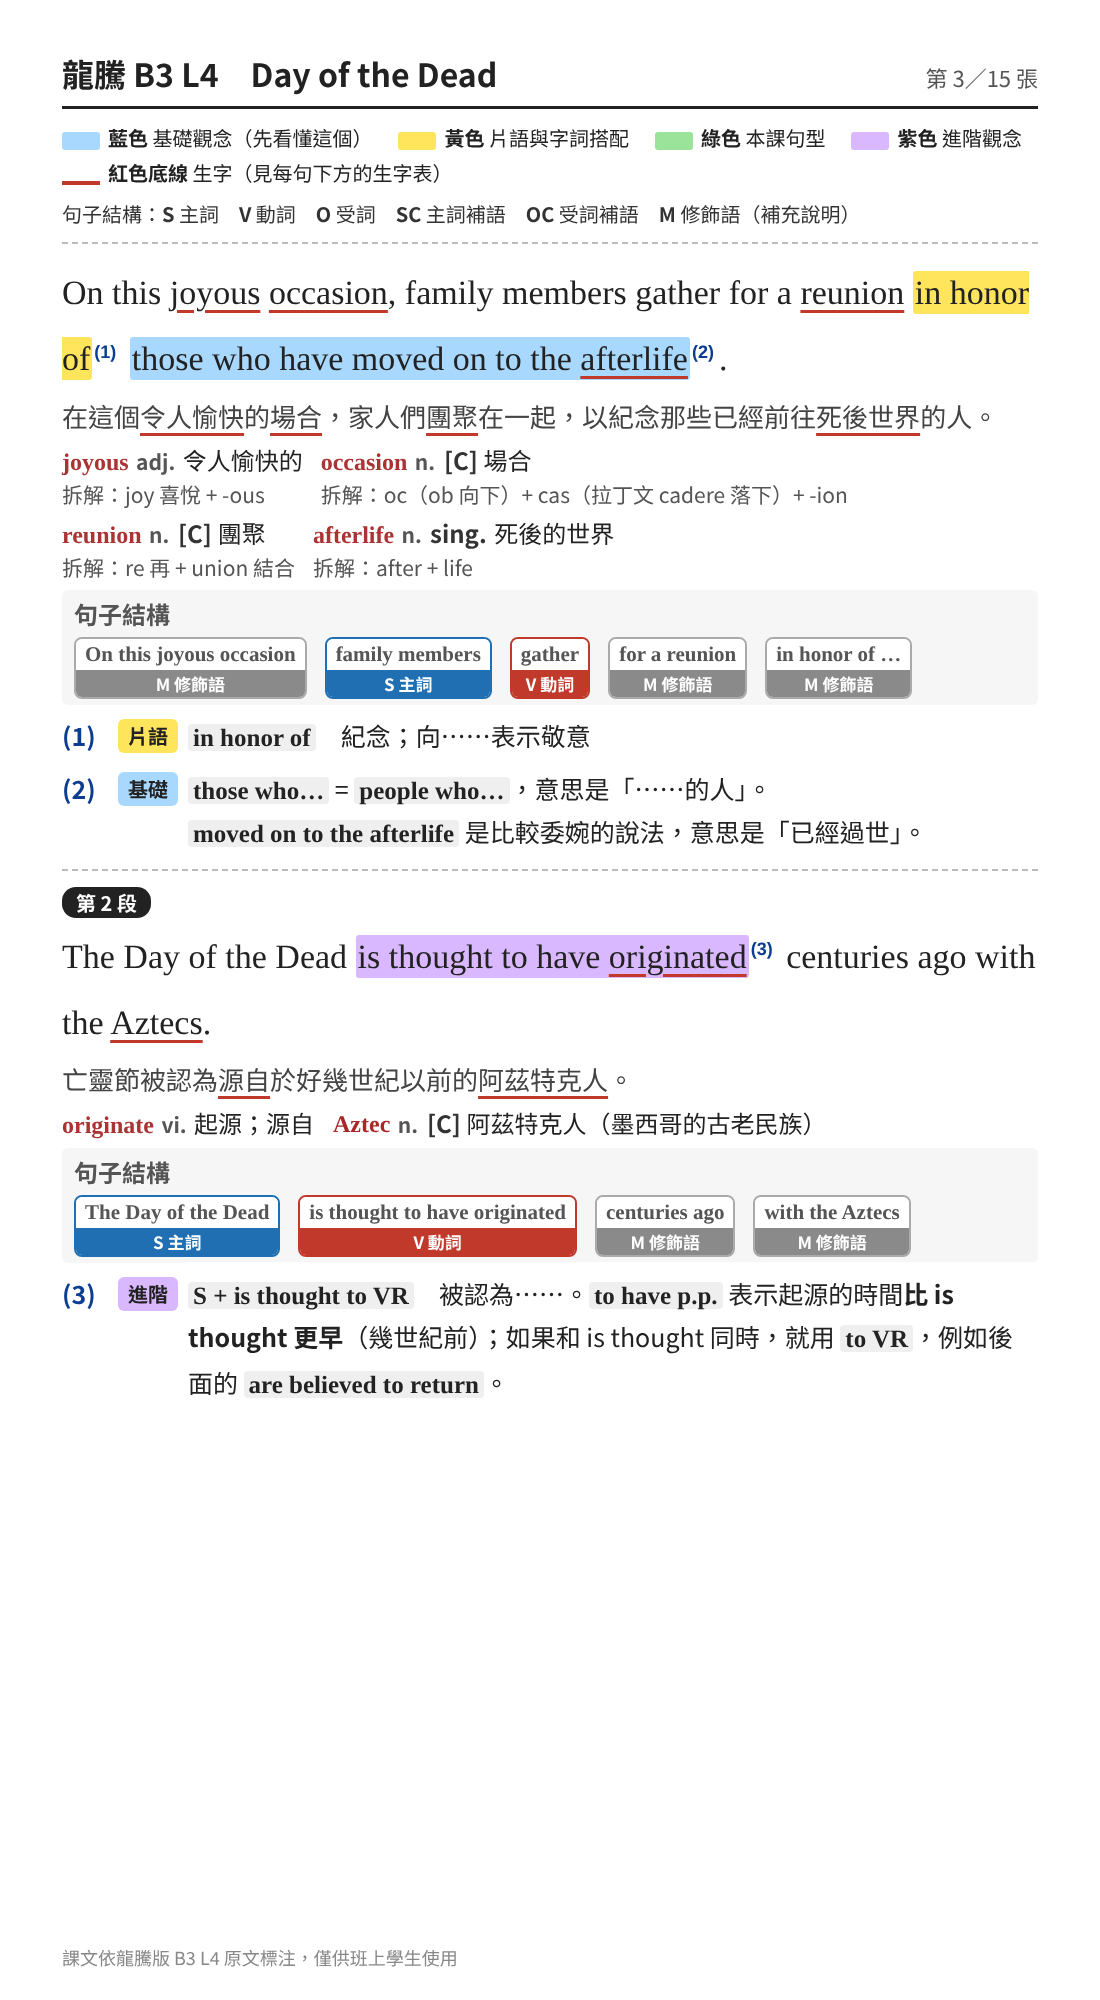 龍騰 B3 L4　Day of the Dead
第 3／15 張
藍色 基礎觀念（先看懂這個）　黃色 片語與字詞搭配　綠色 本課句型　紫色 進階觀念
紅色底線 生字（見每句下方的生字表）
句子結構：S 主詞　V 動詞　O 受詞　SC 主詞補語　OC 受詞補語　M 修飾語（補充說明）
On this joyous occasion, family members gather for a reunion in honor
of(1) those who have moved on to the afterlife(2).
在這個令人愉快的場合，家人們團聚在一起，以紀念那些已經前往死後世界的人。
joyous adj. 令人愉快的　occasion n. [C] 場合
拆解：joy 喜悅 + -ous　拆解：oc（ob 向下）+ cas（拉丁文 cadere 落下）+ -ion
reunion n. [C] 團聚　afterlife n. sing. 死後的世界
拆解：re 再 + union 結合　拆解：after + life
句子結構
On this joyous occasion　family members　gather　for a reunion　in honor of …
M 修飾語　S 主詞　V 動詞　M 修飾語　M 修飾語
(1) 片語 in honor of　紀念；向……表示敬意
(2) 基礎 those who… = people who…，意思是「……的人」。
moved on to the afterlife 是比較委婉的說法，意思是「已經過世」。
第 2 段
The Day of the Dead is thought to have originated(3) centuries ago with
the Aztecs.
亡靈節被認為源自於好幾世紀以前的阿茲特克人。
originate vi. 起源；源自　Aztec n. [C] 阿茲特克人（墨西哥的古老民族）
句子結構
The Day of the Dead　is thought to have originated　centuries ago　with the Aztecs
S 主詞　V 動詞　M 修飾語　M 修飾語
(3) 進階 S + is thought to VR　被認為……。to have p.p. 表示起源的時間比 is
thought 更早（幾世紀前）；如果和 is thought 同時，就用 to VR，例如後
面的 are believed to return。
課文依龍騰版 B3 L4 原文標注，僅供班上學生使用